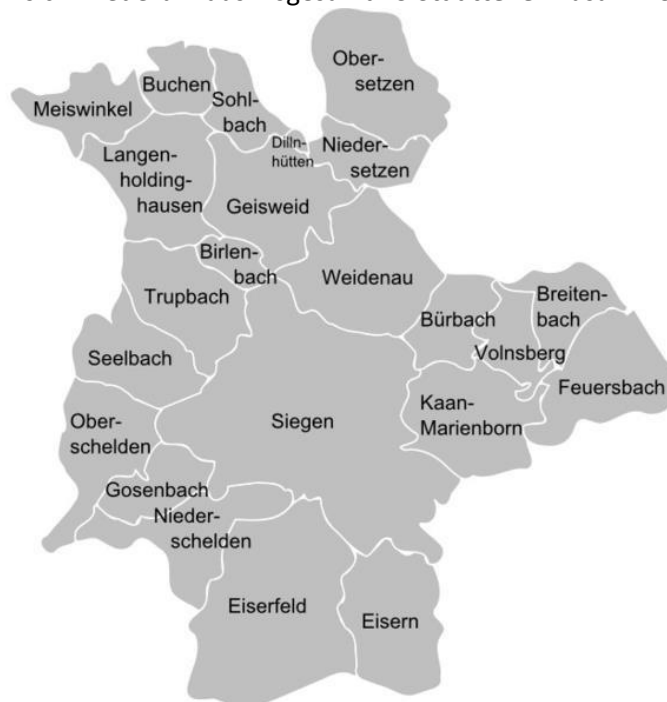 Ober-
setzen
Buchen
Sohl-
bach
Meiswinkel
Dilln-
hütten
Nieder-
setzen
Langen-
holding-
hausen
Geisweid
Birlen-
bach
Weidenau
Trupbach
Breiten-
bach
Bürbach
Volnsberg
Seelbach
Feuersbach
Kaan-
Marienborn
Ober-
schelden
Siegen
Gosenbach
Nieder-
schelden
Eiserfeld
Eisern